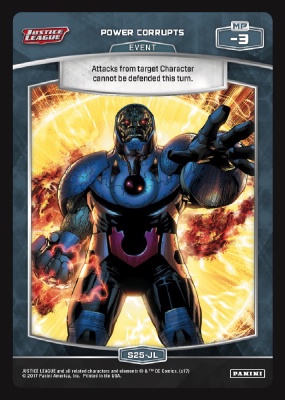 JUSTICE
LEAGUE
POWER CORRUPTS
MP
-3
EVENT
Attacks from target Character
cannot be defended this turn.
S25-JL
JUSTICE LEAGUE and all related characters and elements © & ™ DC Comics. (s17)
© 2017 Panini America, Inc. Printed in the USA.
PANINI